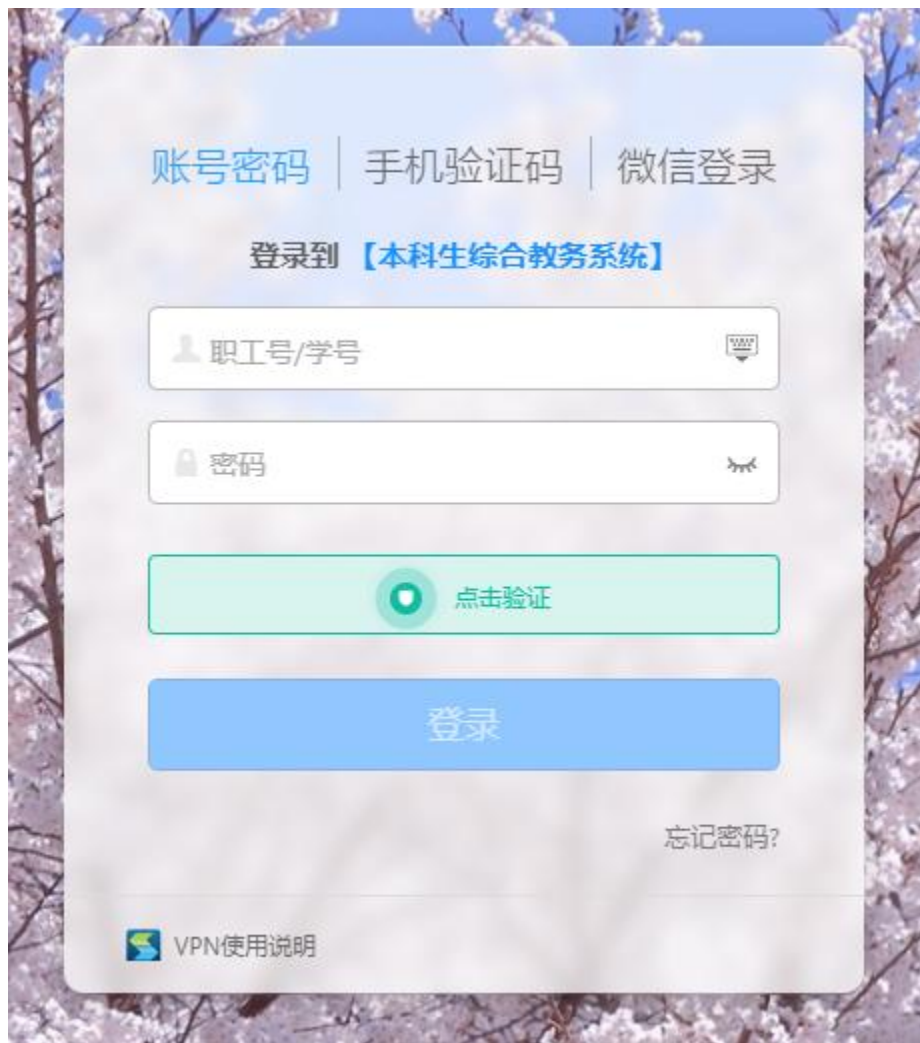 账号密码 手机验证码 微信登录
登录到 【本科生综合教务系统】
职工号/学号
密码
点击验证
登录
忘记密码?
VPN使用说明